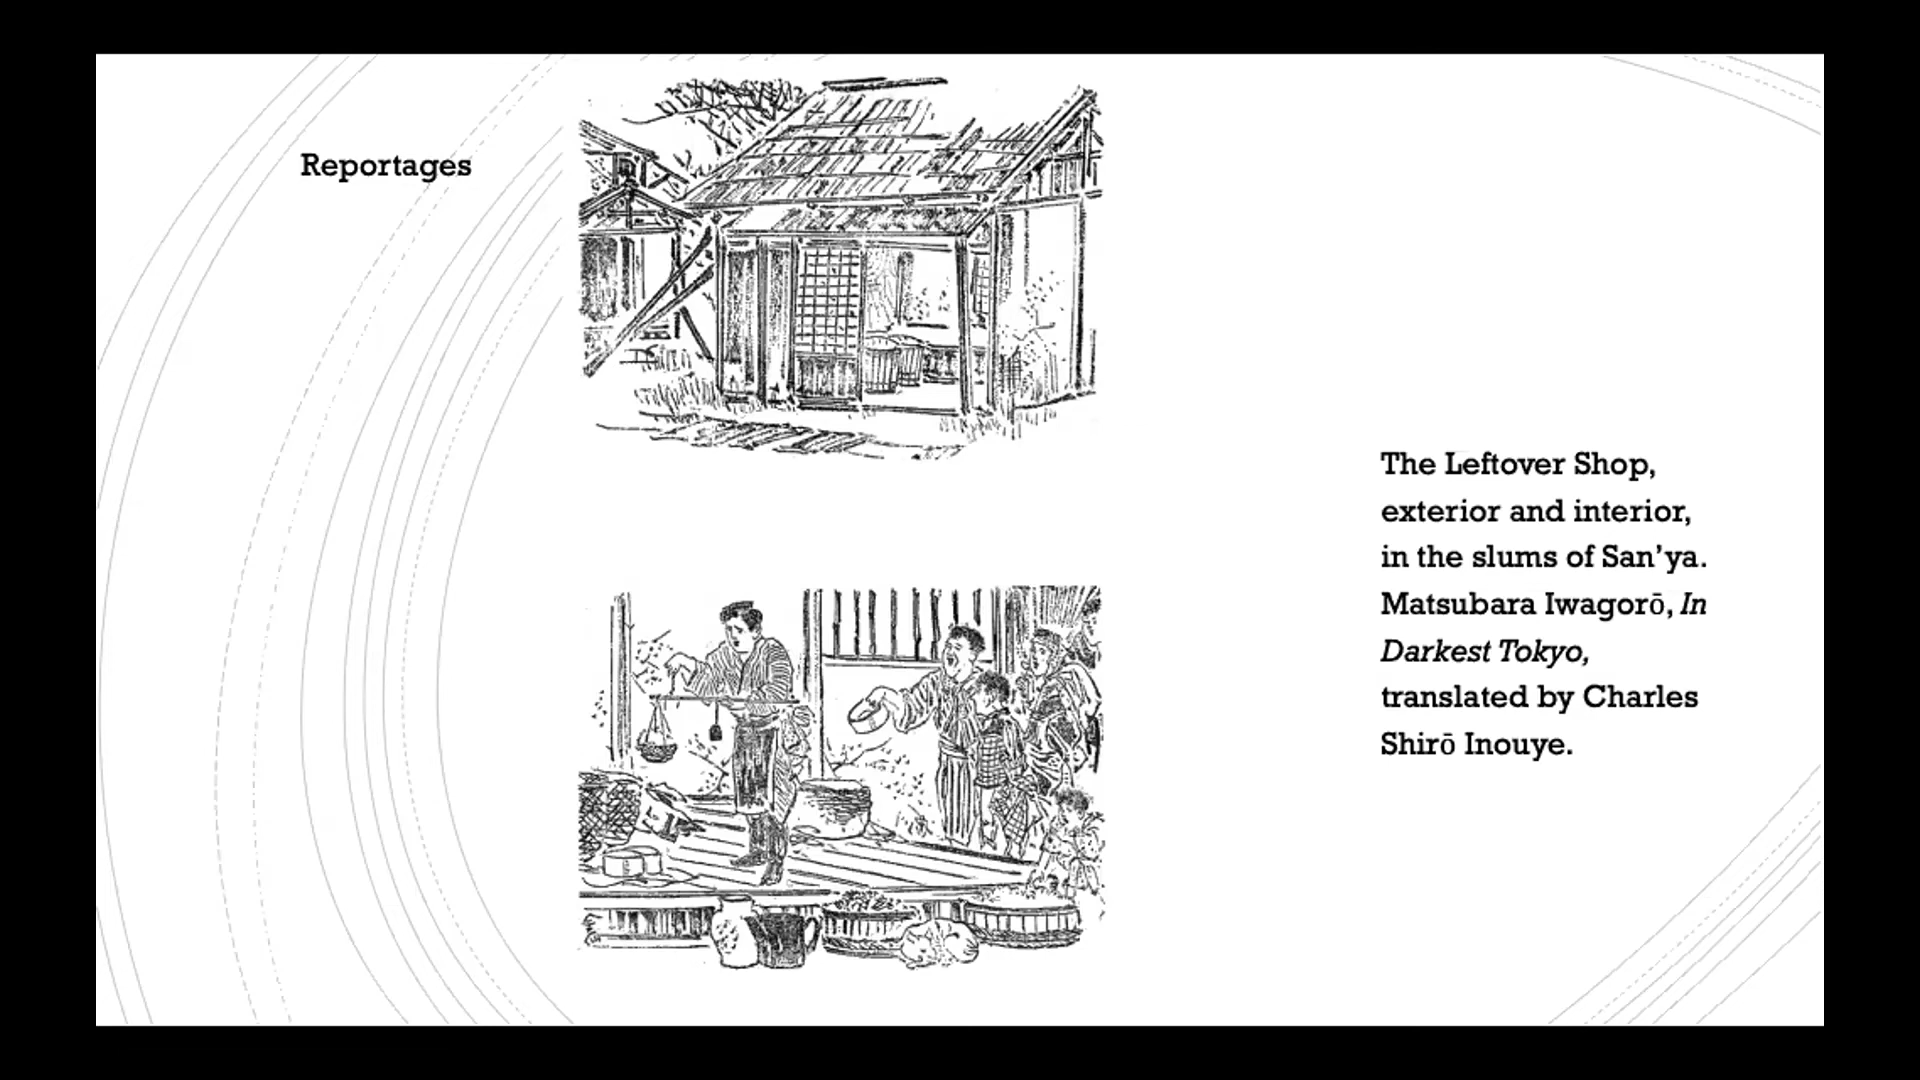 Reportages
The Leftover Shop,
exterior and interior,
in the slums of San’ya.
Matsubara Iwagorō, In
Darkest Tokyo,
translated by Charles
Shirō Inouye.